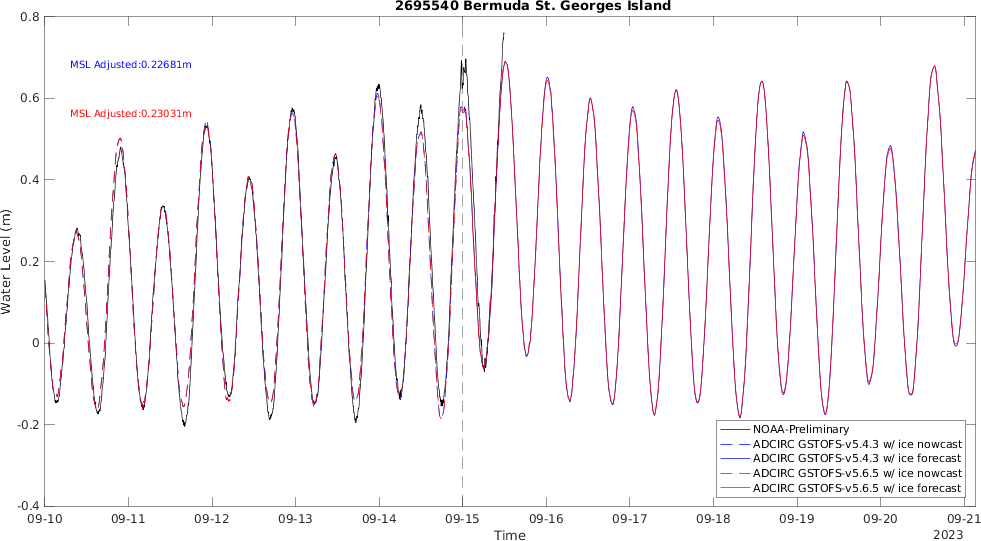 2695540 Bermuda St. Georges Island
0.8
0.6
0.4
0.2
0
-0.2
-0.4
Water Level (m)
MSL Adjusted:0.22681m
MSL Adjusted:0.23031m
NOAA-Preliminary
ADCIRC GSTOFS-v5.4.3 w/ ice nowcast
ADCIRC GSTOFS-v5.4.3 w/ ice forecast
ADCIRC GSTOFS-v5.6.5 w/ ice nowcast
ADCIRC GSTOFS-v5.6.5 w/ ice forecast
09-10 09-11 09-12 09-13 09-14 09-15 09-16 09-17 09-18 09-19 09-20 09-21
Time
2023